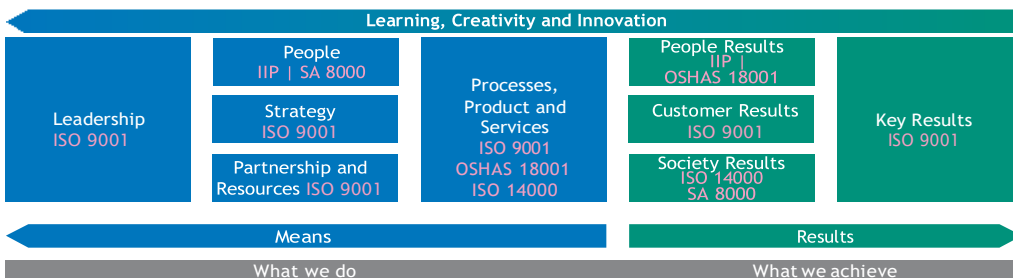 Learning, Creativity and Innovation
Leadership
ISO 9001
People
IIP | SA 8000
Strategy
ISO 9001
Partnership and
Resources ISO 9001
Processes,
Product and
Services
ISO 9001
OSHAS 18001
ISO 14000
People Results
IIP |
OSHAS 18001
Customer Results
ISO 9001
Society Results
ISO 14000
SA 8000
Key Results
ISO 9001
Means
Results
What we do
What we achieve